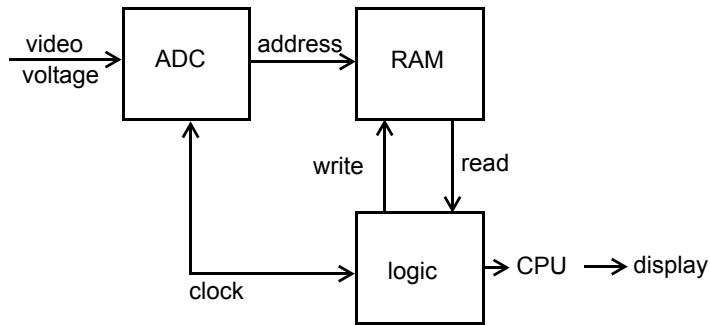 video
voltage
ADC
address
RAM
write
read
clock
logic
CPU
display